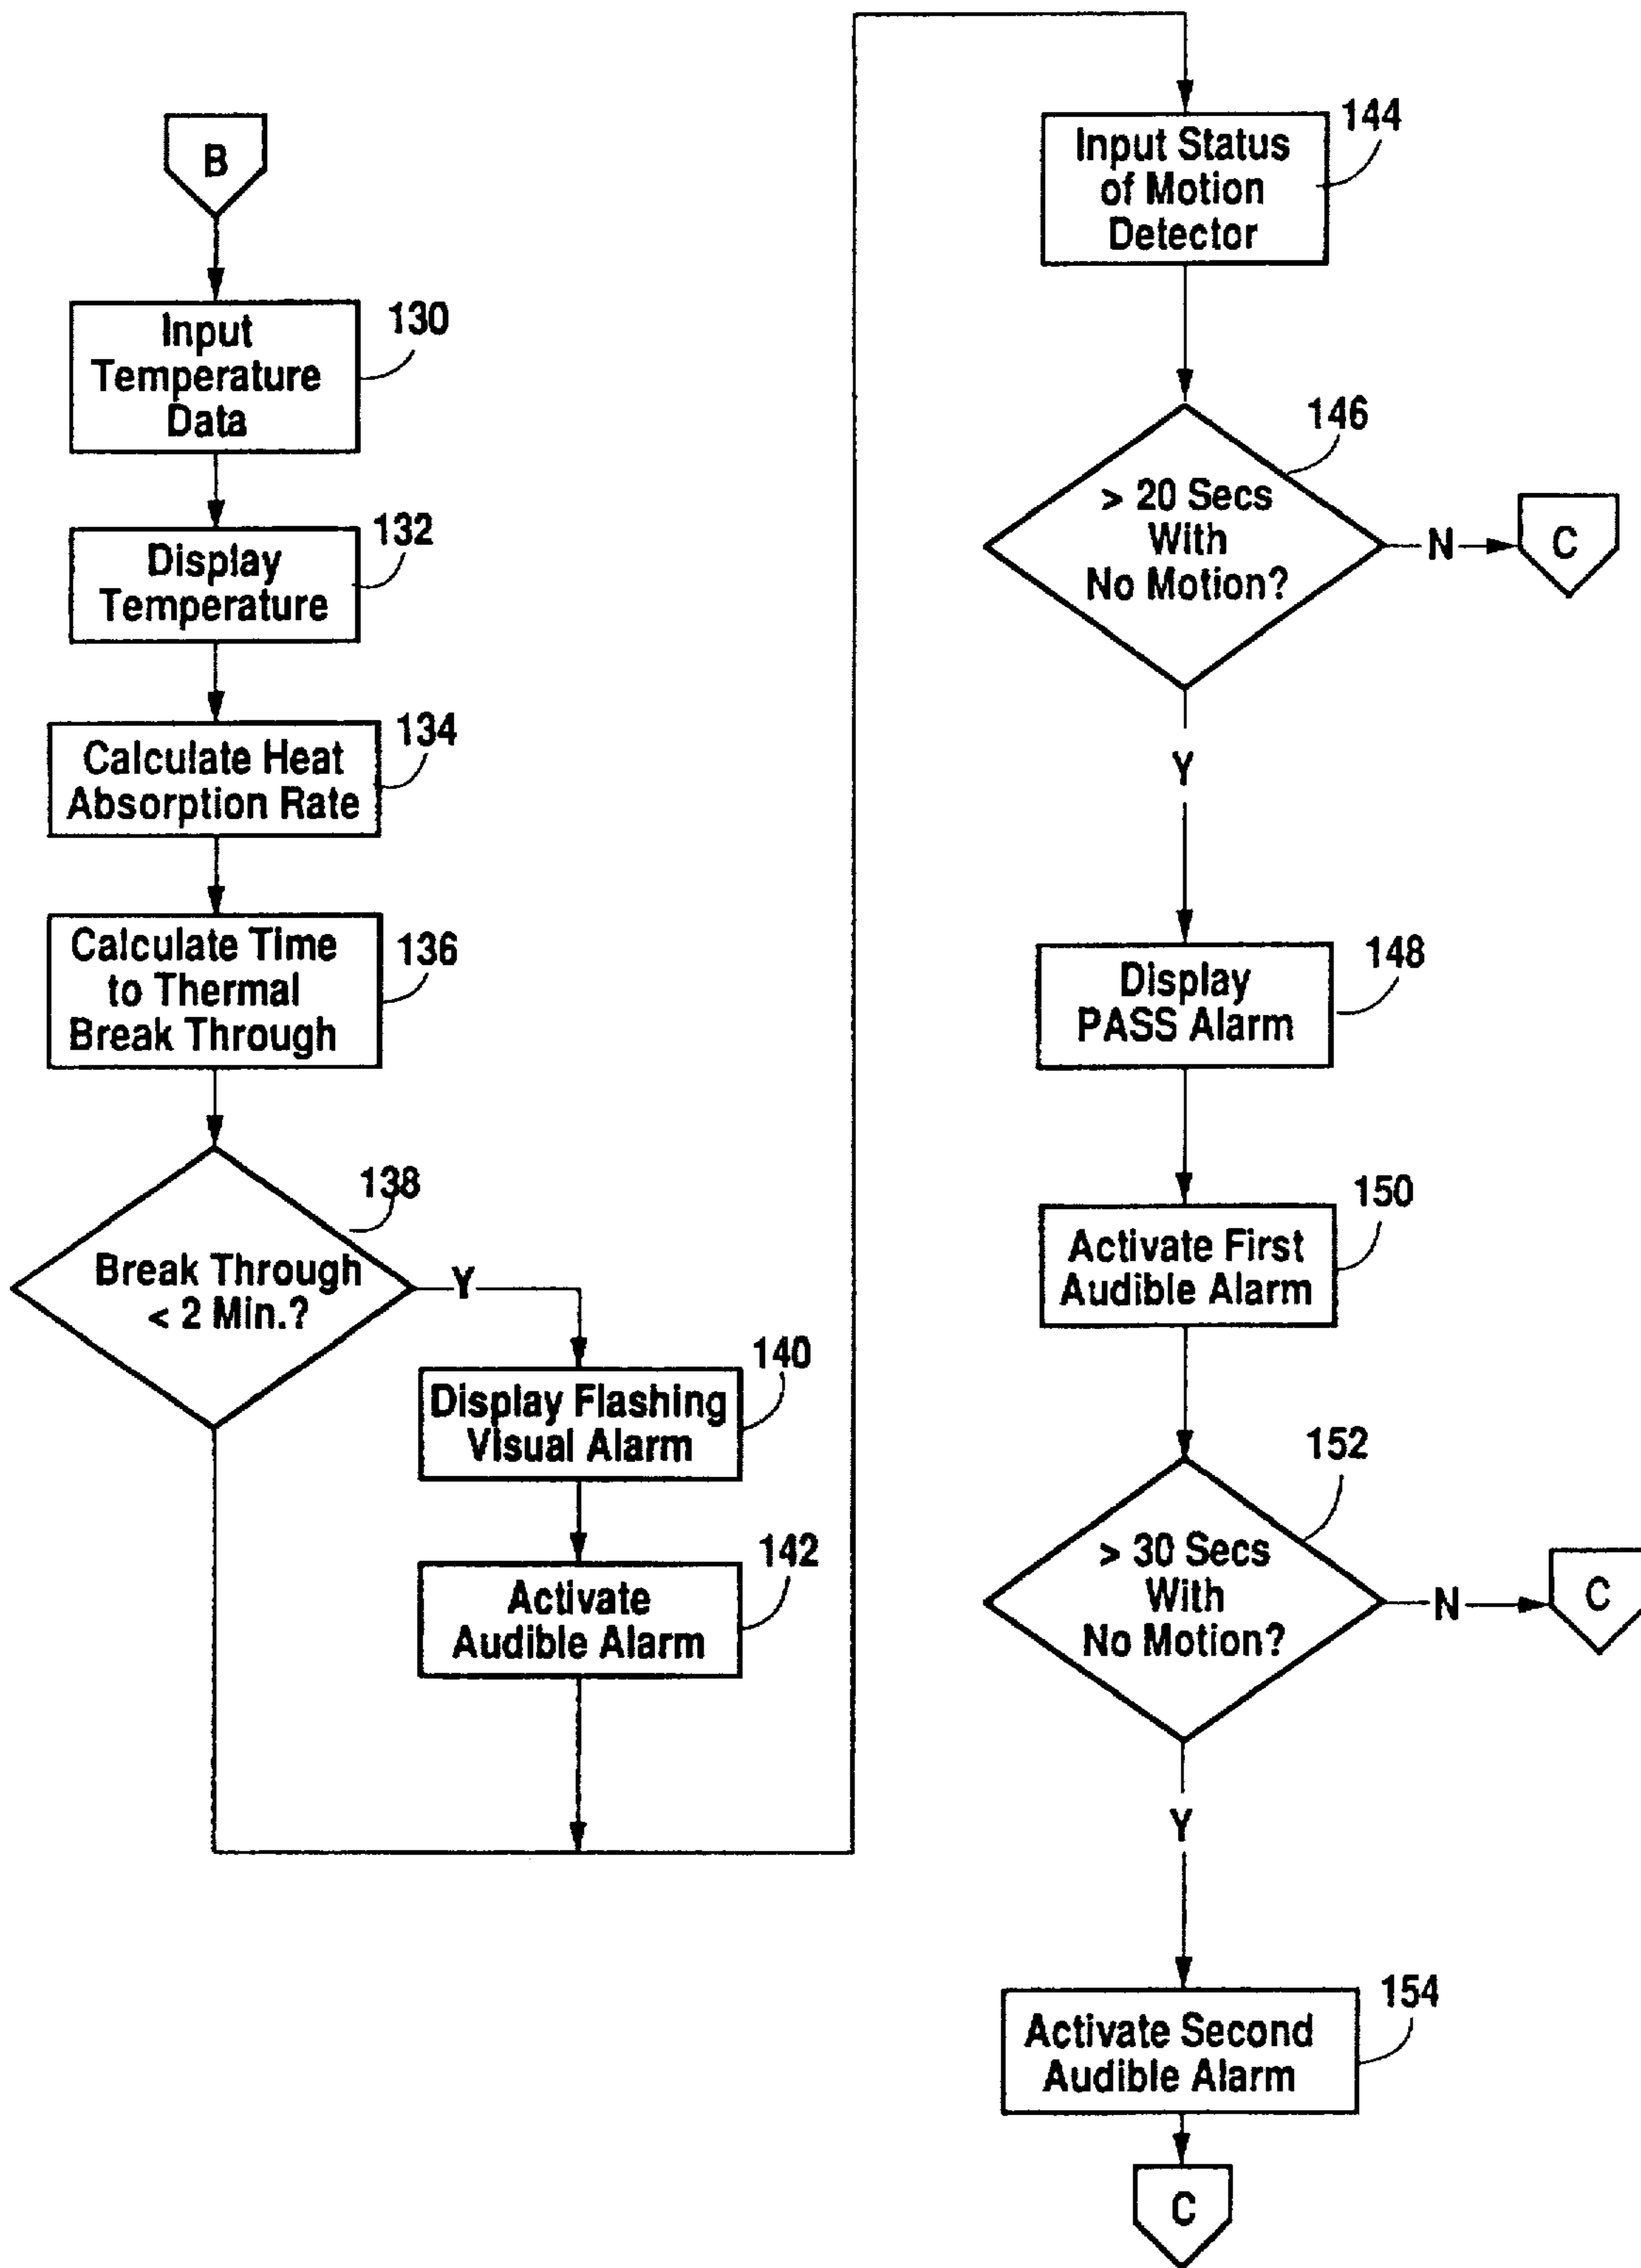 B
Input
Temperature
Data
130
Display
Temperature
132
Calculate Heat
Absorption Rate
134
Calculate Time
to Thermal
Break Through
136
Break Through
< 2 Min.?
138
Y
Display Flashing
Visual Alarm
140
Activate
Audible Alarm
142
Input Status
of Motion
Detector
144
> 20 Secs
With
No Motion?
146
N
C
Y
Display
PASS Alarm
148
Activate First
Audible Alarm
150
> 30 Secs
With
No Motion?
152
N
C
Y
Activate Second
Audible Alarm
154
C